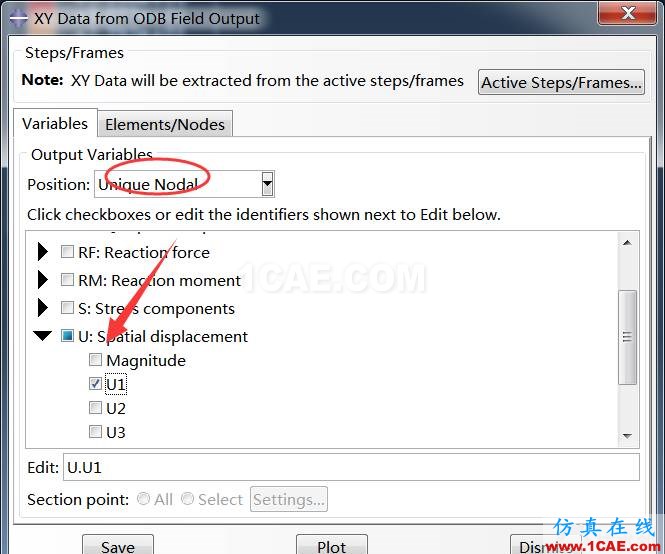 XY Data from ODB Field Output
Steps/Frames
Note: XY Data will be extracted from the active steps/frames
Active Steps/Frames...
Variables
Elements/Nodes
Output Variables
Position: Unique Nodal
Click checkboxes or edit the identifiers shown next to Edit below.
RF: Reaction force
RM: Reaction moment
1CAE.COM
S: Stress components
U: Spatial displacement
Magnitude
U1
U2
U3
Edit: U.U1
Section point: All Select Settings...
仿真在线
Save
Plot
www.1CAE.com